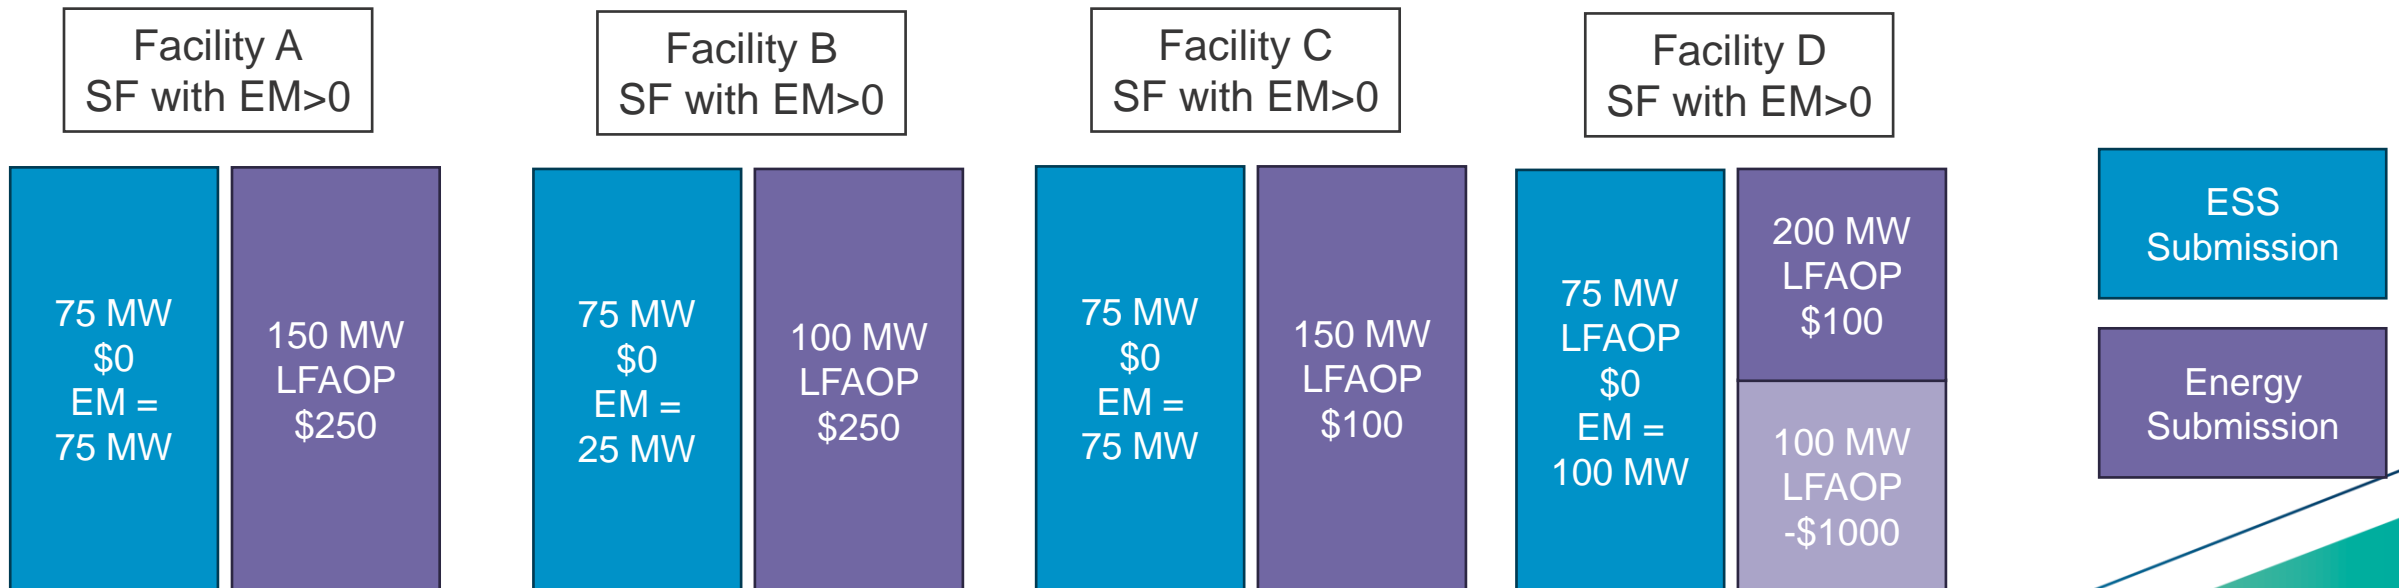 Facility A
SF with EM>0
Facility B
SF with EM>0
Facility C
SF with EM>0
Facility D
SF with EM>0
75 MW
$0
EM =
75 MW
150 MW
LFAOP
$250
75 MW
$0
EM =
25 MW
100 MW
LFAOP
$250
75 MW
$0
EM =
75 MW
150 MW
LFAOP
$100
75 MW
LFAOP
$0
EM =
100 MW
200 MW
LFAOP
$100
100 MW
LFAOP
-$1000
ESS
Submission
Energy
Submission